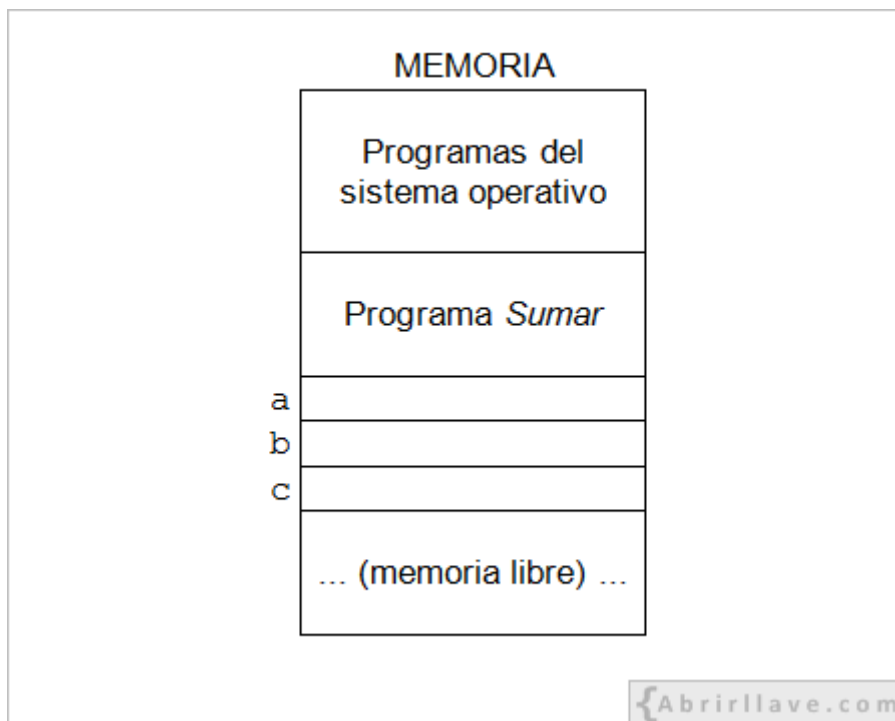 MEMORIA
Programas del
sistema operativo
Programa Sumar
a
b
c
... (memoria libre) ...
{Abrirllave.com